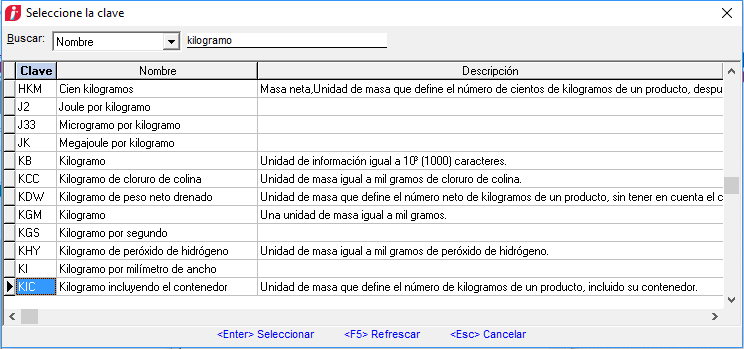 Seleccione la clave
Buscar: Nombre kilogramo
Clave Nombre Descripción
HKM Cien kilogramos Masa neta,Unidad de masa que define el número de cientos de kilogramos de un producto, despu
J2 Joule por kilogramo
J33 Microgramo por kilogramo
JK Megajoule por kilogramo
KB Kilogramo Unidad de información igual a 10³ (1000) caracteres.
KCC Kilogramo de cloruro de colina Unidad de masa igual a mil gramos de cloruro de colina.
KDW Kilogramo de peso neto drenado Unidad de masa que define el número neto de kilogramos de un producto, sin tener en cuenta el c
KGM Kilogramo Una unidad de masa igual a mil gramos.
KGS Kilogramo por segundo
KHY Kilogramo de peróxido de hidrógeno Unidad de masa igual a mil gramos de peróxido de hidrógeno.
KI Kilogramo por milímetro de ancho
KIC Kilogramo incluyendo el contenedor Unidad de masa que define el número de kilogramos de un producto, incluido su contenedor.
<Enter> Seleccionar <F5> Refrescar <Esc> Cancelar